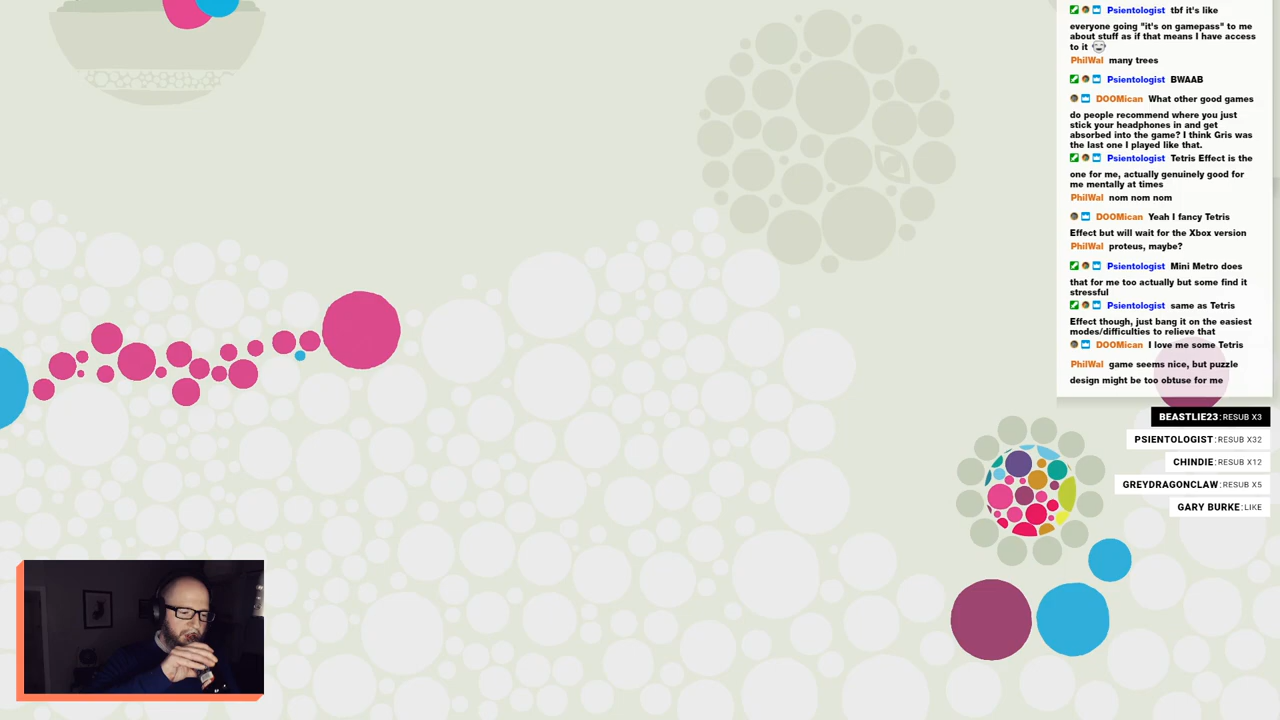 Psientologist tbf it's like
everyone going "it's on gamepass" to me
about stuff as if that means I have access
to it
PhilWal many trees
Psientologist BWAAB
DOOMican What other good games
do people recommend where you just
stick your headphones in and get
absorbed into the game? I think Gris was
the last one I played like that.
Psientologist Tetris Effect is the
one for me, actually genuinely good for
me mentally at times
PhilWal nom nom nom
DOOMican Yeah I fancy Tetris
Effect but will wait for the Xbox version
PhilWal proteus, maybe?
Psientologist Mini Metro does
that for me too actually but some find it
stressful
Psientologist same as Tetris
Effect though, just bang it on the easiest
modes/difficulties to relieve that
DOOMican I love me some Tetris
PhilWal game seems nice, but puzzle
design might be too obtuse for me
BEASTLIE23:RESUB X3
PSIENTOLOGIST:RESUB X32
CHINDIE:RESUB X12
GREYDRAGONCLAW:RESUB X5
GARY BURKE:LIKE